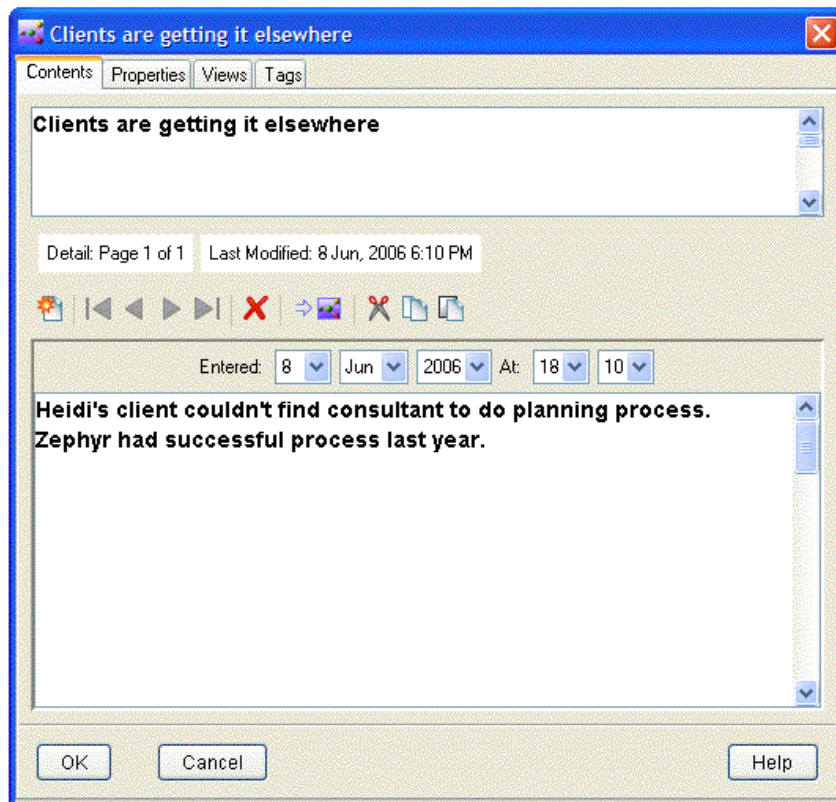 Clients are getting it elsewhere
Contents Properties Views Tags
Clients are getting it elsewhere
Detail: Page 1 of 1 Last Modified: 8 Jun, 2006 6:10 PM
Entered: 8 Jun 2006 At: 18 10
Heidi's client couldn't find consultant to do planning process.
Zephyr had successful process last year.
OK Cancel Help